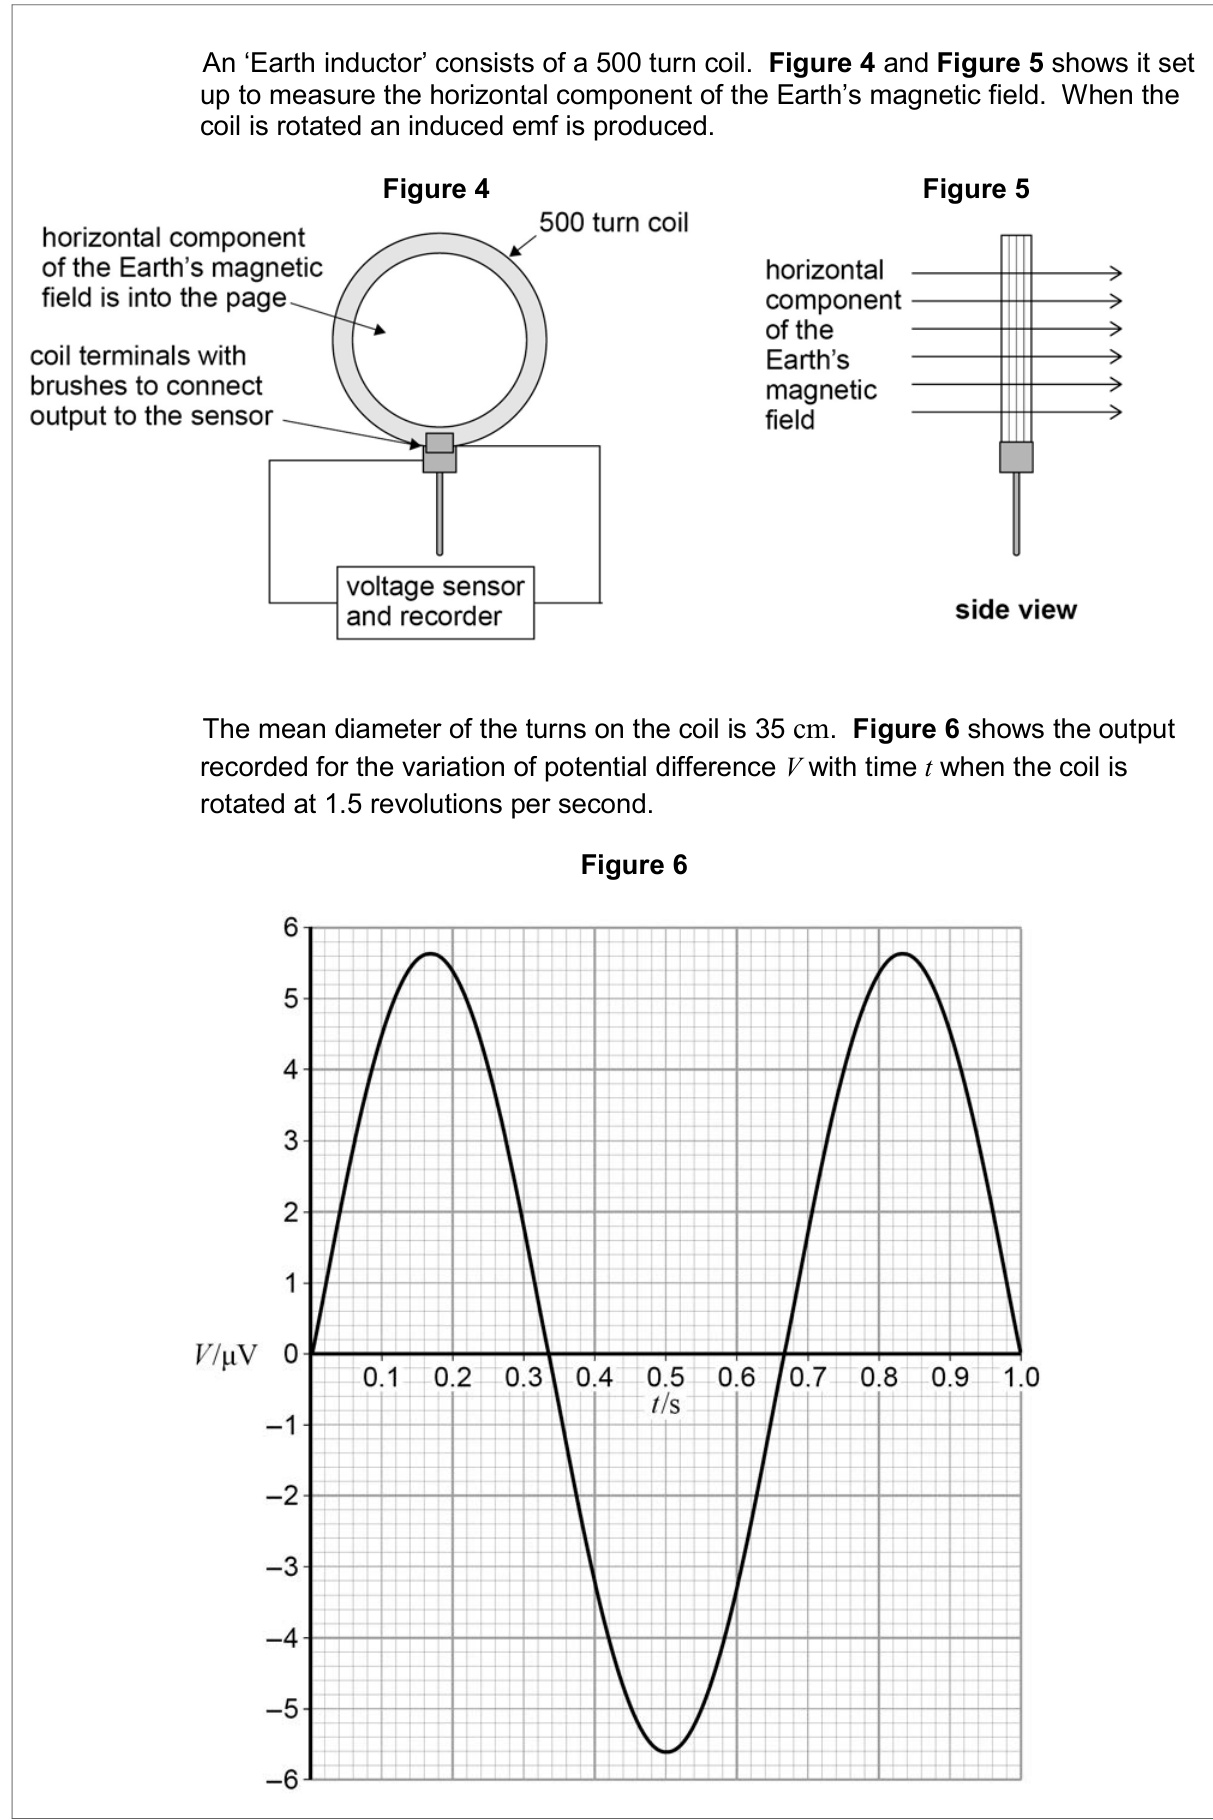 An ‘Earth inductor’ consists of a 500 turn coil. Figure 4 and Figure 5 shows it set
up to measure the horizontal component of the Earth’s magnetic field. When the
coil is rotated an induced emf is produced.
Figure 4
Figure 5
500 turn coil
horizontal component
of the Earth’s magnetic
field is into the page
coil terminals with
brushes to connect
output to the sensor
voltage sensor
and recorder
horizontal
component
of the
Earth’s
magnetic
field
side view
The mean diameter of the turns on the coil is 35 cm. Figure 6 shows the output
recorded for the variation of potential difference V with time t when the coil is
rotated at 1.5 revolutions per second.
Figure 6
6
5
4
3
2
1
V/μV 0
0.1 0.2 0.3 0.4 0.5 0.6 0.7 0.8 0.9 1.0
t/s
–1
–2
–3
–4
–5
–6